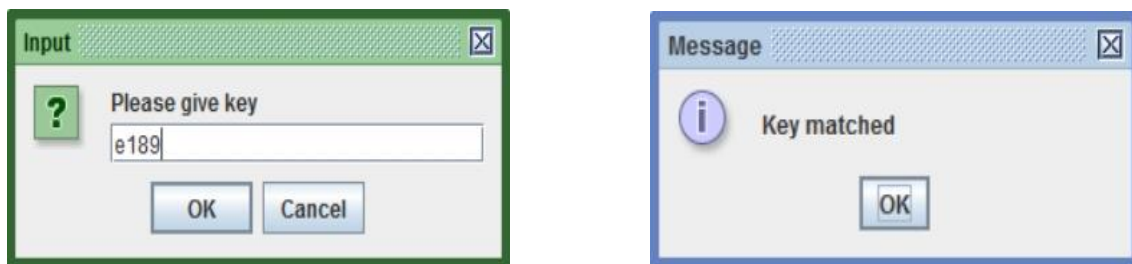 Input
?
Please give key
e189
OK
Cancel
Message
i
Key matched
OK